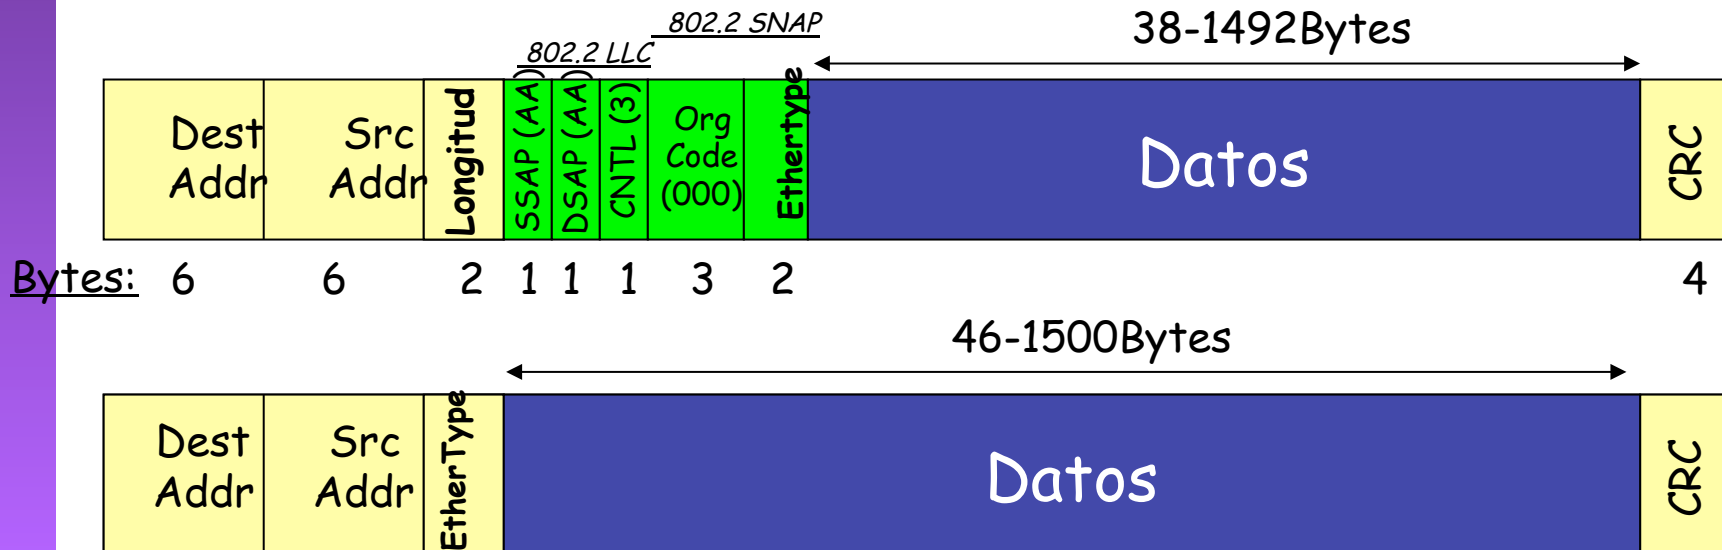 802.2 SNAP
38-1492Bytes
802.2 LLC
Dest
Addr
Src
Addr
Longitud
SSAP (AA)
DSAP (AA)
CNTL (3)
Org
Code
(000)
Ethertype
Datos
CRC
Bytes: 6 6 2 1 1 1 3 2 4
46-1500Bytes
Dest
Addr
Src
Addr
EtherType
Datos
CRC